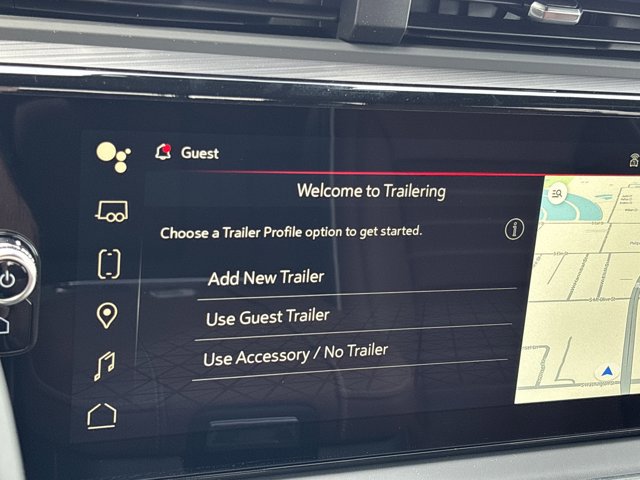 Guest
Welcome to Trailering
Choose a Trailer Profile option to get started.
Add New Trailer
Use Guest Trailer
Use Accessory / No Trailer